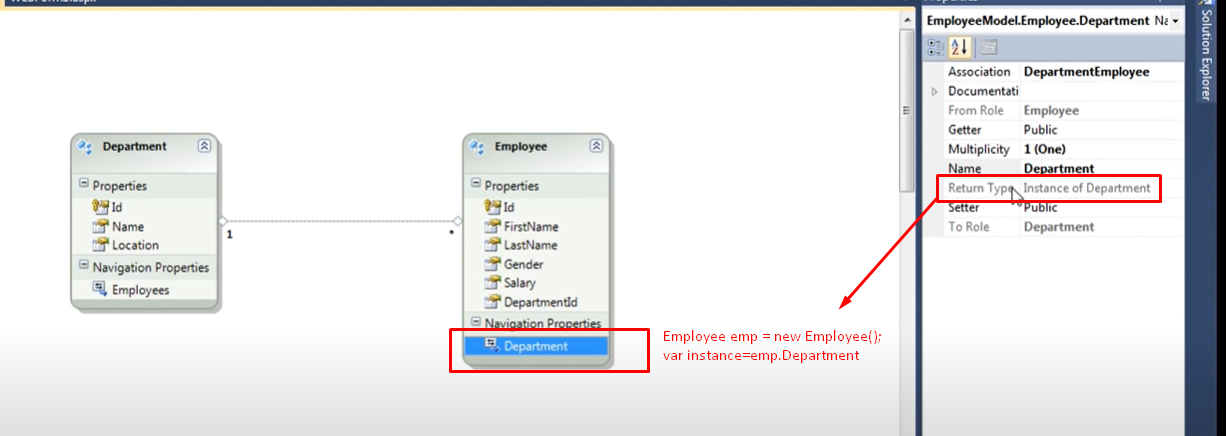 EmployeeModel.Employee.Department Na
Association DepartmentEmployee
Documentati
From Role Employee
Getter Public
Multiplicity 1 (One)
Name Department
Return Type Instance of Department
Setter Public
To Role Department
Solution Explorer
Department
Properties
Id
Name
Location
Navigation Properties
Employees
1
*
Employee
Properties
Id
FirstName
LastName
Gender
Salary
DepartmentId
Navigation Properties
Department
Employee emp = new Employee();
var instance=emp.Department